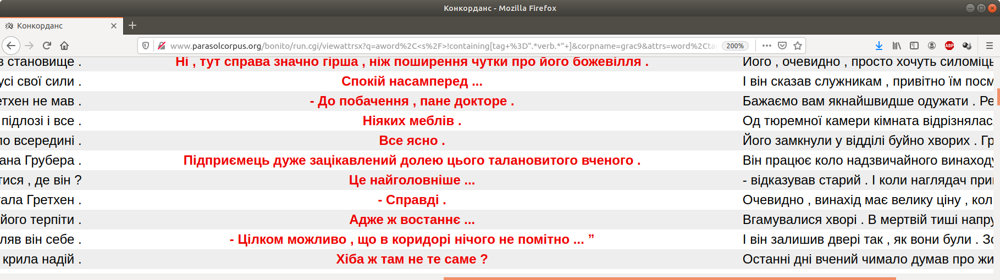 Конкорданс - Mozilla Firefox
Конкорданс
www.parasolcorpus.org/bonito/run.cgi/viewattrsx?q=aword%2C<s%2F>!containing[tag+%3D".*verb.*"+]&corpname=grac9&attrs=word%2Cta 200%
ABP
в становище . Ні , тут справа значно гірша , ніж поширення чутки про його божевілля . Його , очевидно , просто хочуть силоміць
усі свої сили . Спокій насамперед ... І він сказав служникам , привітно їм посм
етхен не мав . - До побачення , пане докторе . Бажаємо вам якнайшвидше одужати . Ре
підлозі і все . Ніяких меблів . Од тюремної камери кімната відрізнялас
ло всередині . Все ясно . Його замкнули у відділі буйно хворих . Гр
ана Грубера . Підприємець дуже зацікавлений долею цього талановитого вченого . Він працює коло надзвичайного винаходу
тися , де він ? Це найголовніше ... - відказував старий . І коли наглядач при
тала Гретхен . - Справді . Очевидно , винахід має велику ціну , кол
його терпіти . Адже ж востаннє ... Вгамувалися хворі . В мертвій тиші напру
ляв він себе . - Цілком можливо , що в коридорі нічого не помітно ... ” І він залишив двері так , як вони були . Зо
крила надій . Хіба ж там не те саме ? Останні дні вчений чимало думав про жи